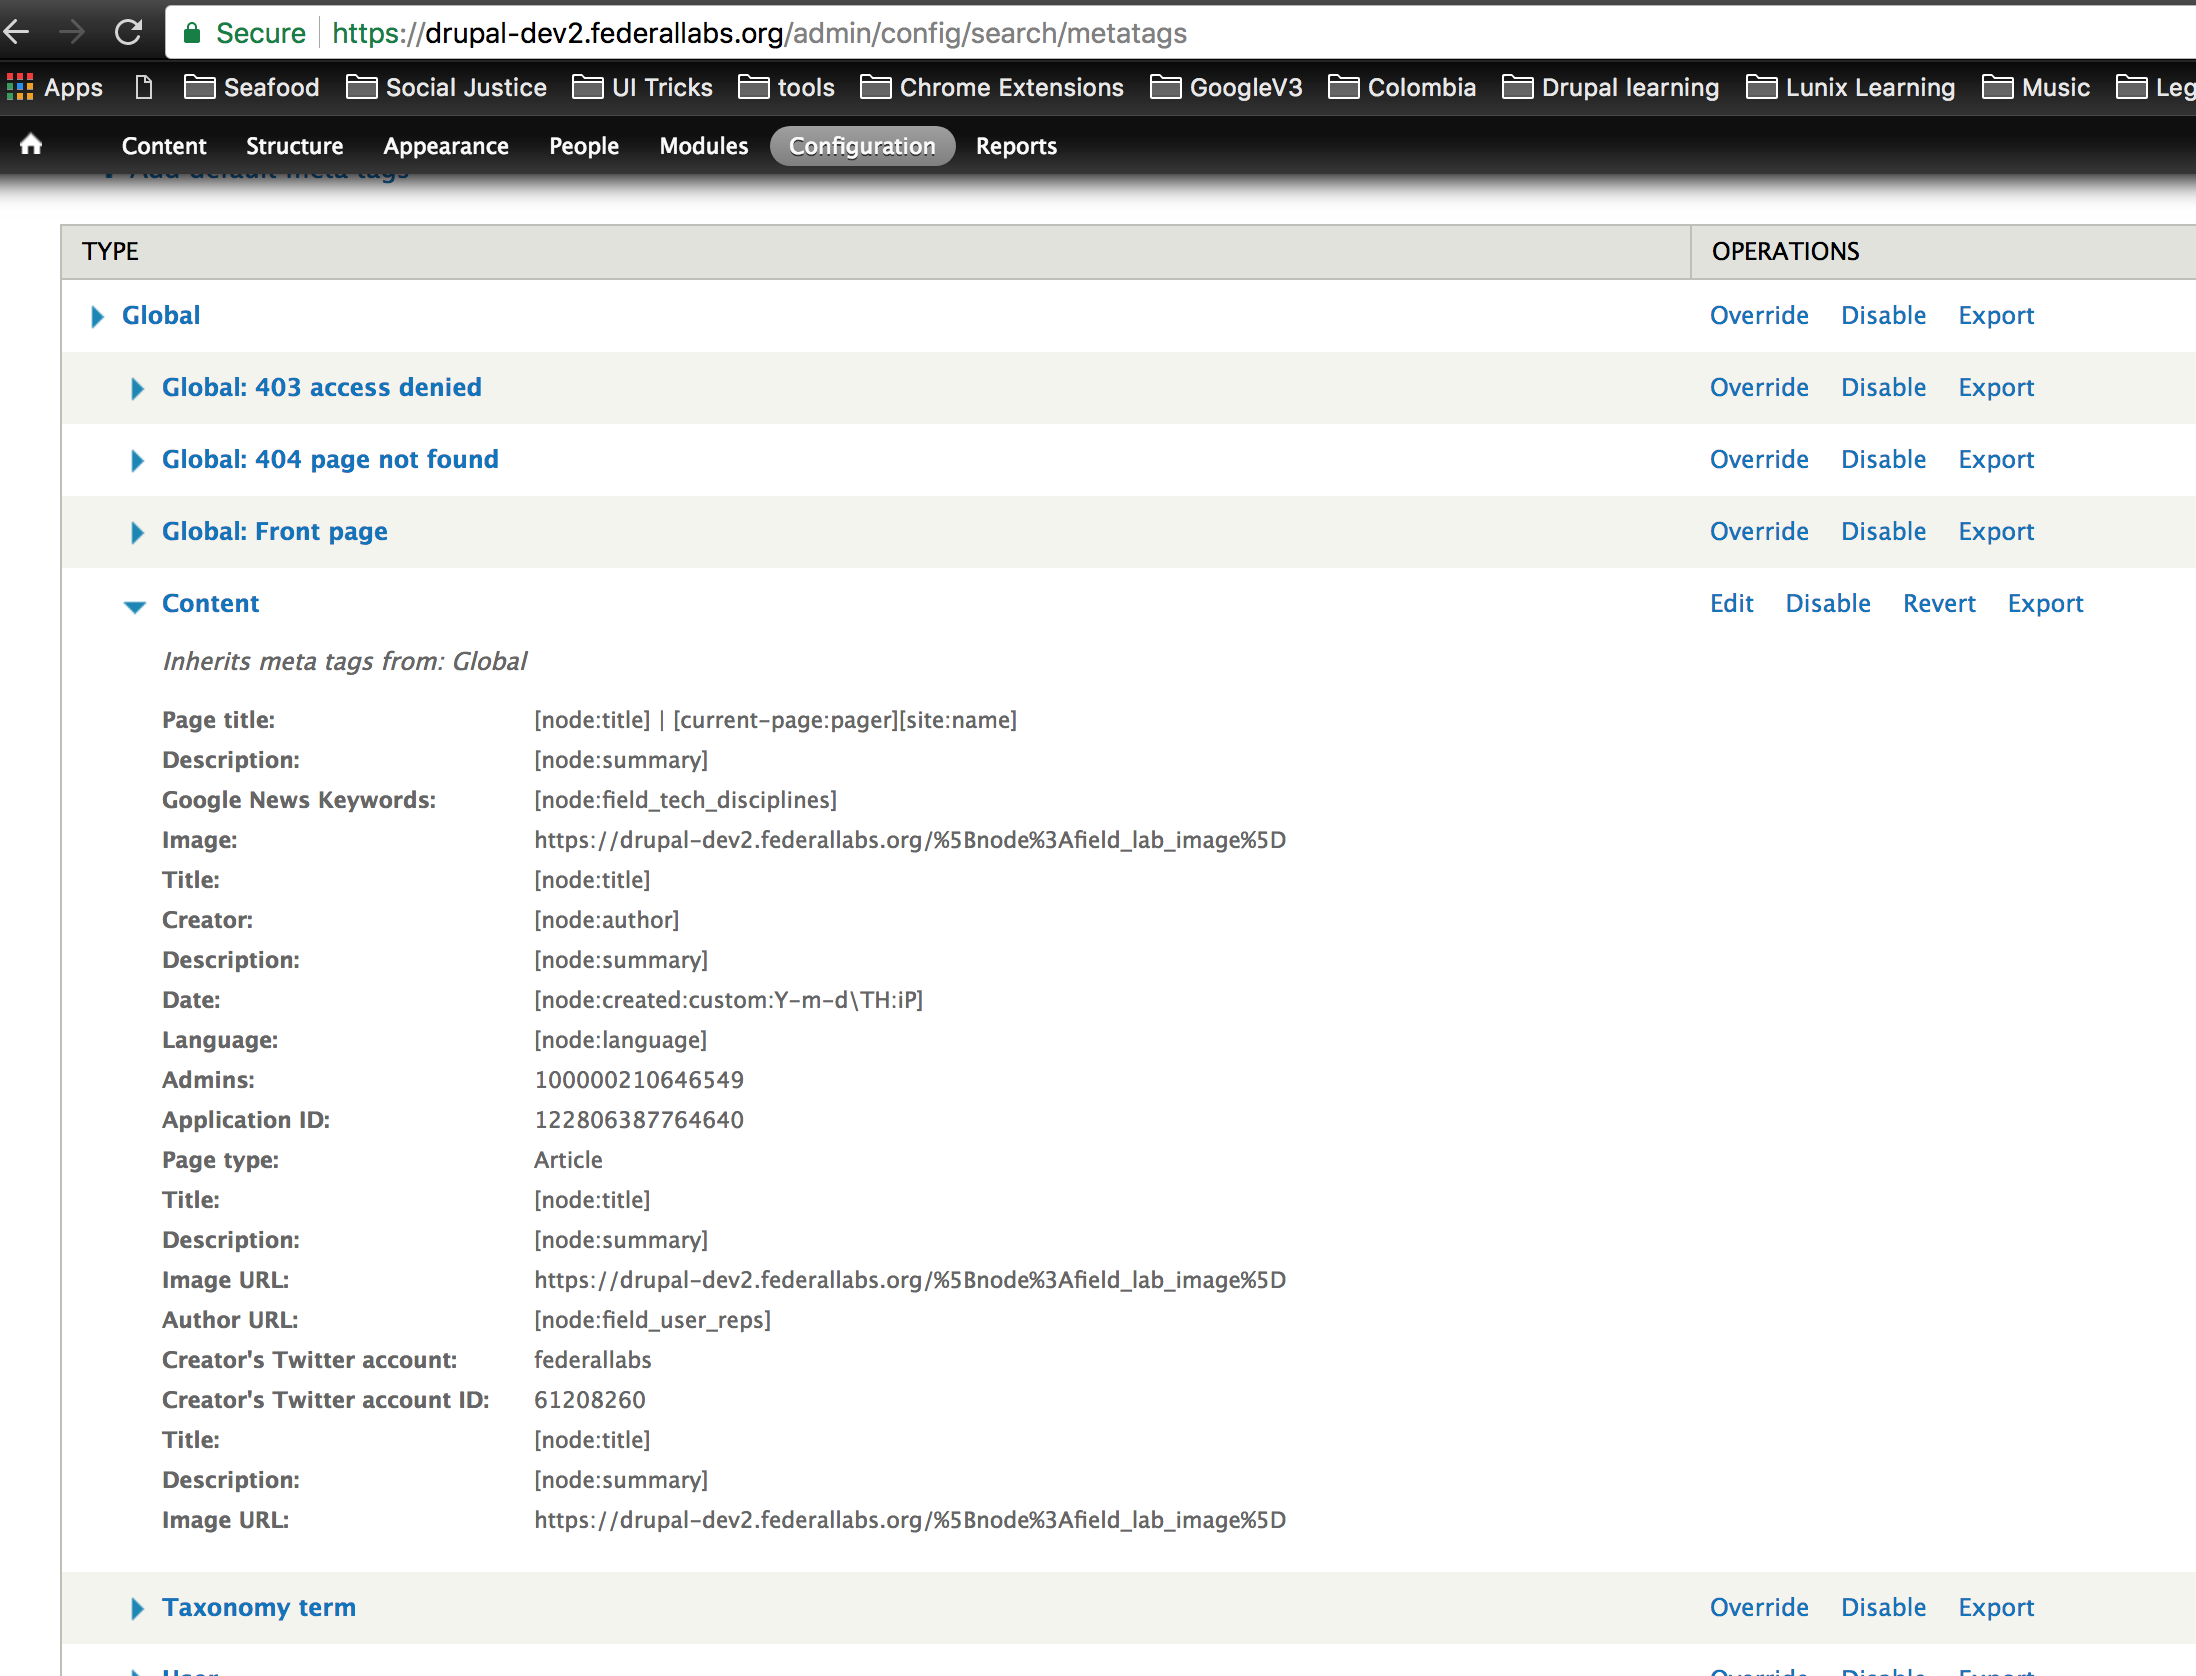 Secure https://drupal-dev2.federallabs.org/admin/config/search/metatags
Apps Seafood Social Justice UI Tricks tools Chrome Extensions GoogleV3 Colombia Drupal learning Lunix Learning Music Leg
Content Structure Appearance People Modules Configuration Reports
Add default meta tags
TYPE OPERATIONS
Global Override Disable Export
Global: 403 access denied Override Disable Export
Global: 404 page not found Override Disable Export
Global: Front page Override Disable Export
Content Edit Disable Revert Export
Inherits meta tags from: Global
Page title: [node:title] | [current-page:pager][site:name]
Description: [node:summary]
Google News Keywords: [node:field_tech_disciplines]
Image: https://drupal-dev2.federallabs.org/%5Bnode%3Afield_lab_image%5D
Title: [node:title]
Creator: [node:author]
Description: [node:summary]
Date: [node:created:custom:Y-m-d\TH:iP]
Language: [node:language]
Admins: 100000210646549
Application ID: 122806387764640
Page type: Article
Title: [node:title]
Description: [node:summary]
Image URL: https://drupal-dev2.federallabs.org/%5Bnode%3Afield_lab_image%5D
Author URL: [node:field_user_reps]
Creator's Twitter account: federallabs
Creator's Twitter account ID: 61208260
Title: [node:title]
Description: [node:summary]
Image URL: https://drupal-dev2.federallabs.org/%5Bnode%3Afield_lab_image%5D
Taxonomy term Override Disable Export
User Override Disable Export